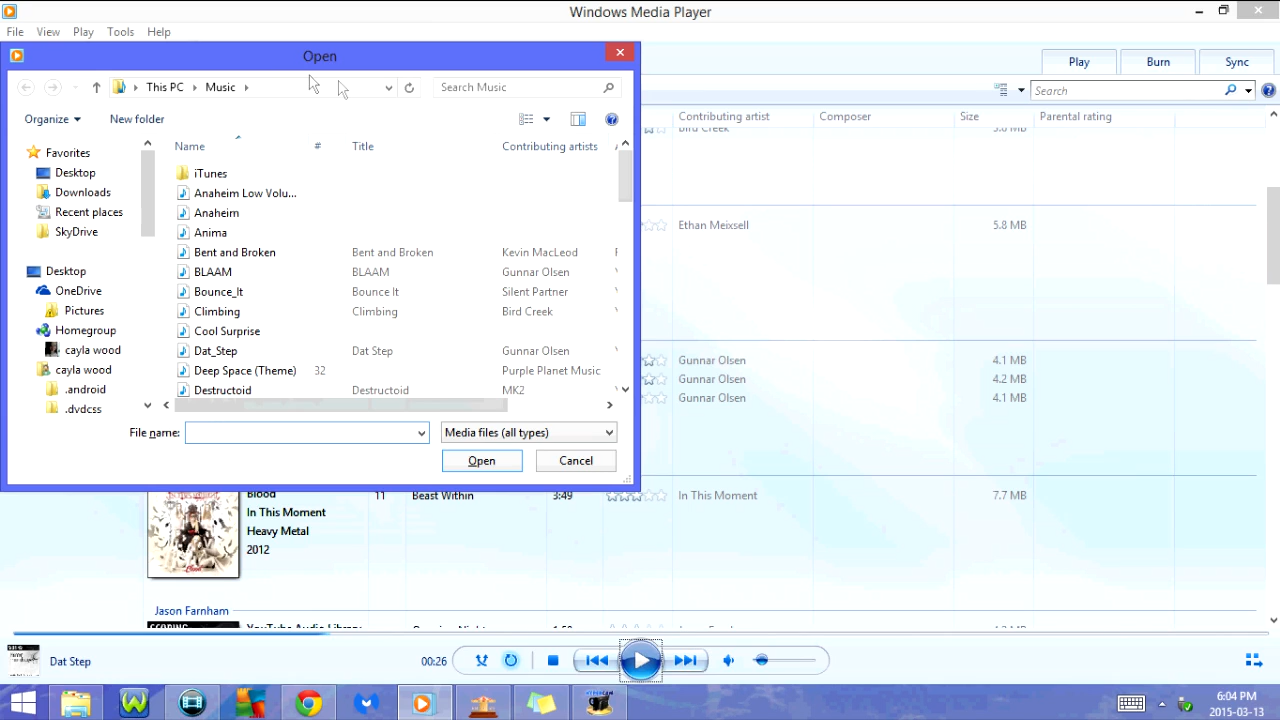 Windows Media Player
File View Play Tools Help
Open
Play Burn Sync
This PC Music
Search Music
Search
Organize New folder
Contributing artist Composer Size Parental rating
Bird Creek 5.8 MB
Favorites
Desktop
Downloads
Recent places
SkyDrive
Desktop
OneDrive
Pictures
Homegroup
cayla wood
cayla wood
.android
.dvdcss
Name # Title Contributing artists
iTunes
Anaheim Low Volu...
Anaheim
Anima
Bent and Broken Bent and Broken Kevin MacLeod
BLAAM BLAAM Gunnar Olsen
Bounce_It Bounce It Silent Partner
Climbing Climbing Bird Creek
Cool Surprise
Dat_Step Dat Step Gunnar Olsen
Deep Space (Theme) 32 Purple Planet Music
Destructoid Destructoid MK2
File name: Media files (all types)
Open Cancel
Ethan Meixsell 5.8 MB
Gunnar Olsen 4.1 MB
Gunnar Olsen 4.2 MB
Gunnar Olsen 4.1 MB
Blood 11 Beast Within 3:49 In This Moment 7.7 MB
In This Moment
Heavy Metal
2012
Jason Farnham
YouTube Audio Library
Dat Step
00:26
6:04 PM
2015-03-13